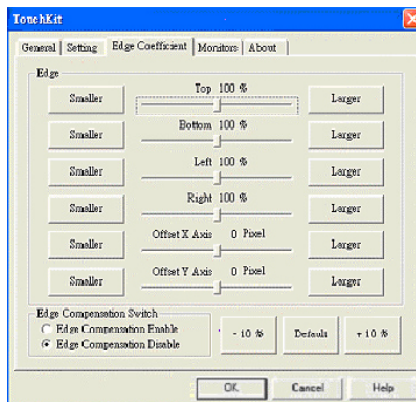 TouchKit
General Setting Edge Coefficient Monitors About
Edge
Smaller Top 100 % Larger
Smaller Bottom 100 % Larger
Smaller Left 100 % Larger
Smaller Right 100 % Larger
Smaller Offset X Axis 0 Pixel Larger
Smaller Offset Y Axis 0 Pixel Larger
Edge Compensation Switch
Edge Compensation Enable
Edge Compensation Disable
- 10 % Default + 10 %
OK Cancel Help